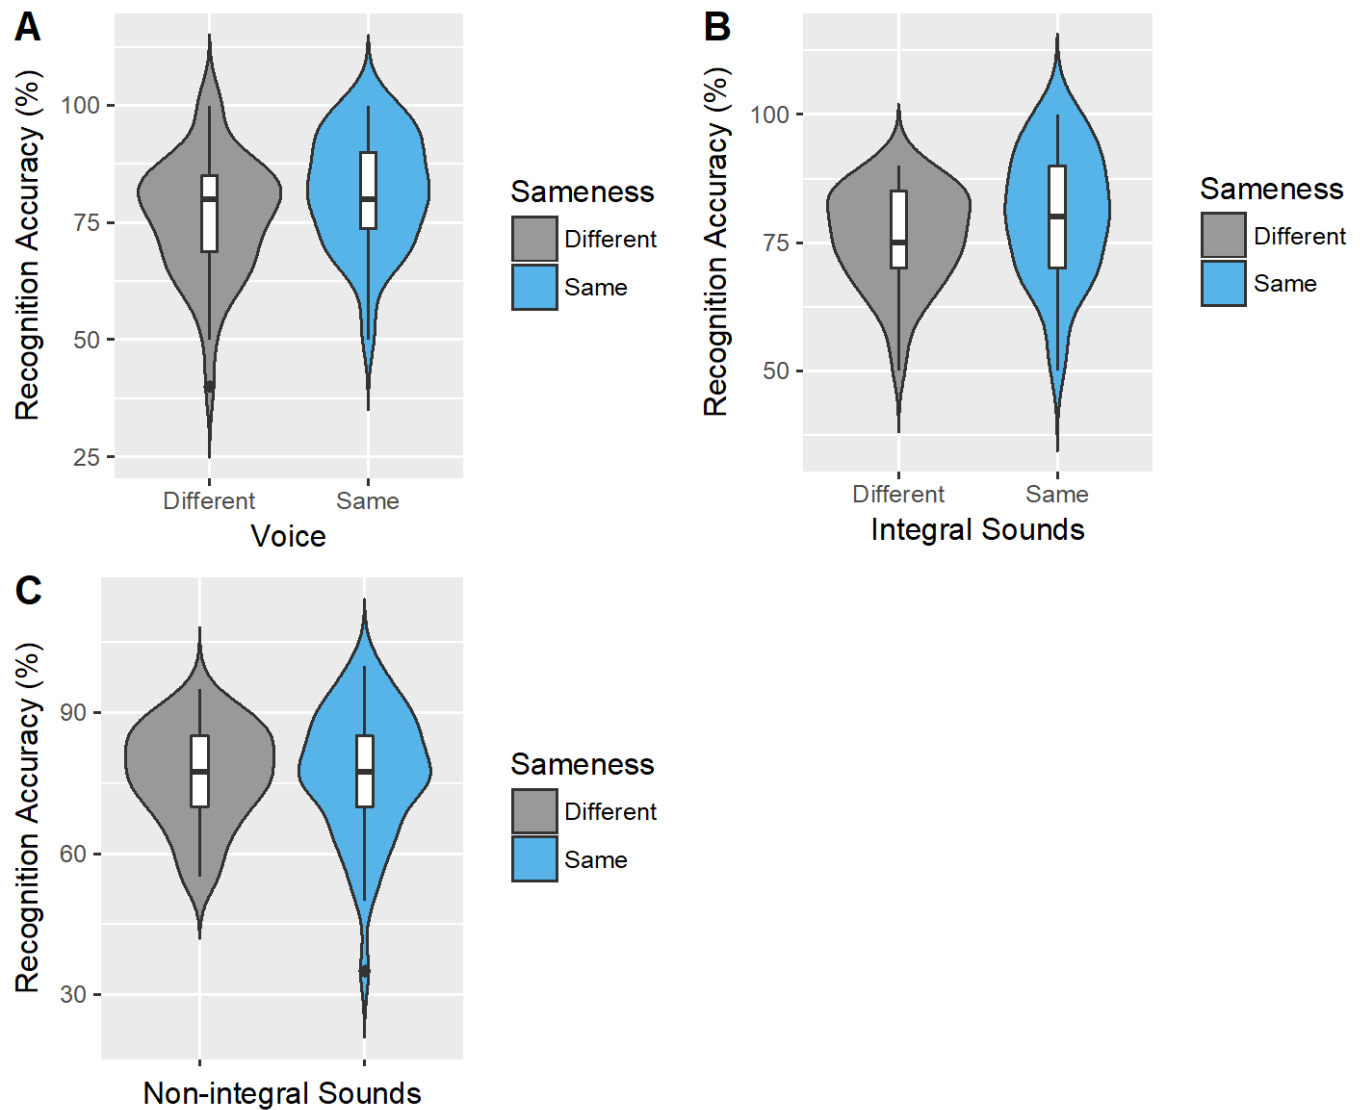 A
Recognition Accuracy (%)
100
75
50
25
Different Same
Voice
Sameness
Different
Same
B
Recognition Accuracy (%)
100
75
50
Different Same
Integral Sounds
Sameness
Different
Same
C
Recognition Accuracy (%)
90
60
30
Non-integral Sounds
Sameness
Different
Same